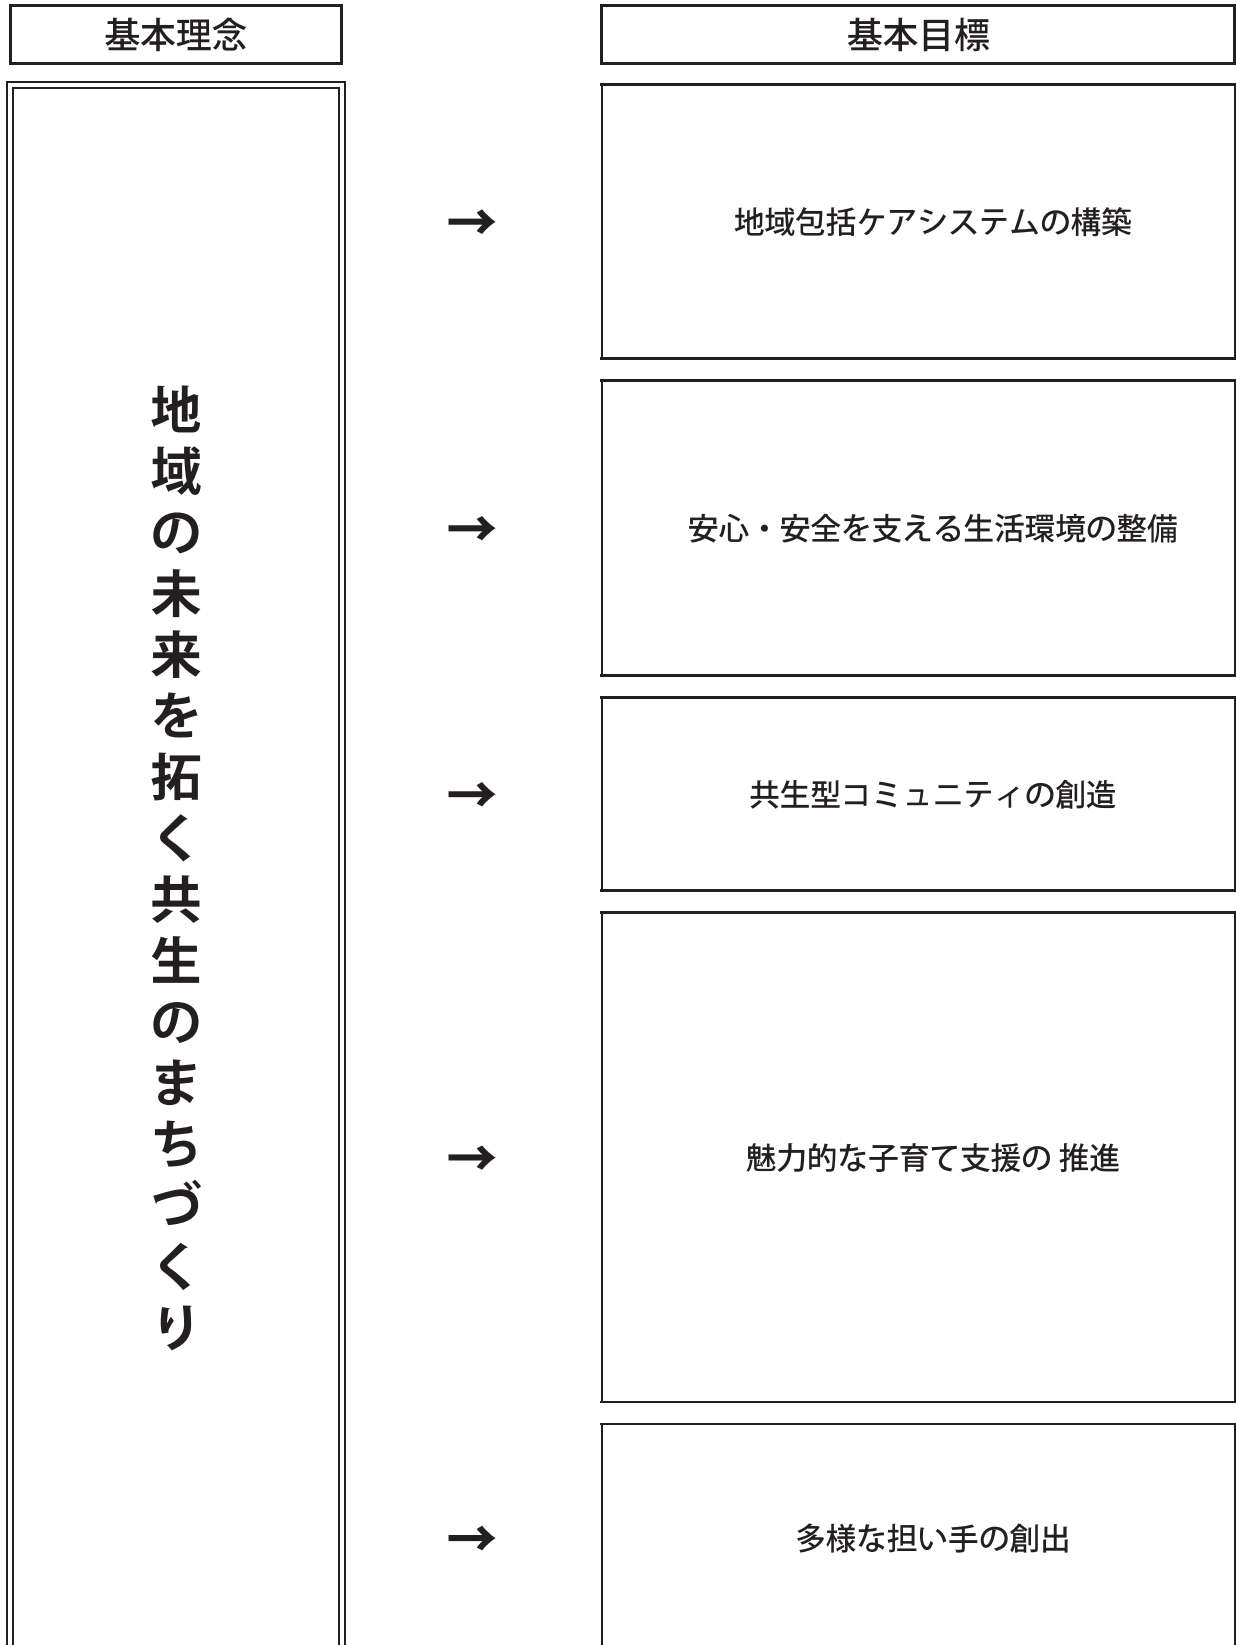 基本理念
基本目標
地域の未来を拓く共生のまちづくり
→
地域包括ケアシステムの構築
→
安心・安全を支える生活環境の整備
→
共生型コミュニティの創造
→
魅力的な子育て支援の 推進
→
多様な担い手の創出